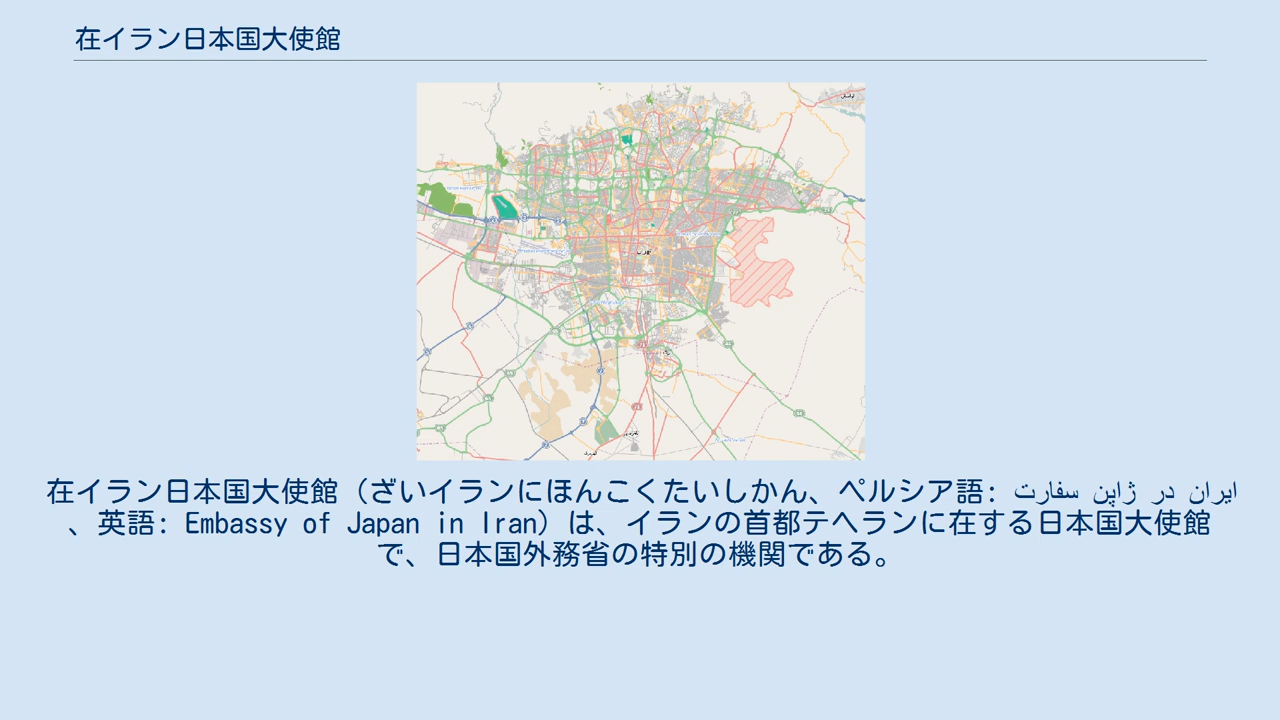 在イラン日本国大使館
تهران
在イラン日本国大使館（ざいイランにほんこくたいしかん、ペルシア語: سفارت ژاپن در ایران
、英語: Embassy of Japan in Iran）は、イランの首都テヘランに在する日本国大使館
で、日本国外務省の特別の機関である。